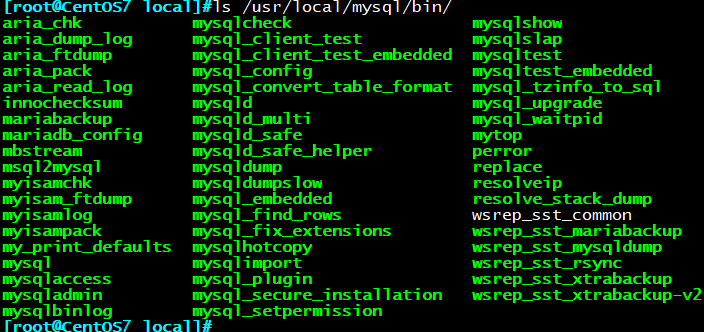 [root@CentOS7 local]#ls /usr/local/mysql/bin/
aria_chk mysqlcheck mysqlshow
aria_dump_log mysql_client_test mysqlslap
aria_ftdump mysql_client_test_embedded mysqltest
aria_pack mysql_config mysqltest_embedded
aria_read_log mysql_convert_table_format mysql_tzinfo_to_sql
innochecksum mysqld mysql_upgrade
mariabackup mysqld_multi mysql_waitpid
mariadb_config mysqld_safe mytop
mbstream mysqld_safe_helper perror
msql2mysql mysqldump replace
myisamchk mysqldumpslow resolveip
myisam_ftdump mysql_embedded resolve_stack_dump
myisamlog mysql_find_rows wsrep_sst_common
myisampack mysql_fix_extensions wsrep_sst_mariabackup
my_print_defaults mysqlhotcopy wsrep_sst_mysqldump
mysql mysqlimport wsrep_sst_rsync
mysqlaccess mysql_plugin wsrep_sst_xtrabackup
mysqladmin mysql_secure_installation wsrep_sst_xtrabackup-v2
mysqlbinlog mysql_setpermission
[root@CentOS7 local]#